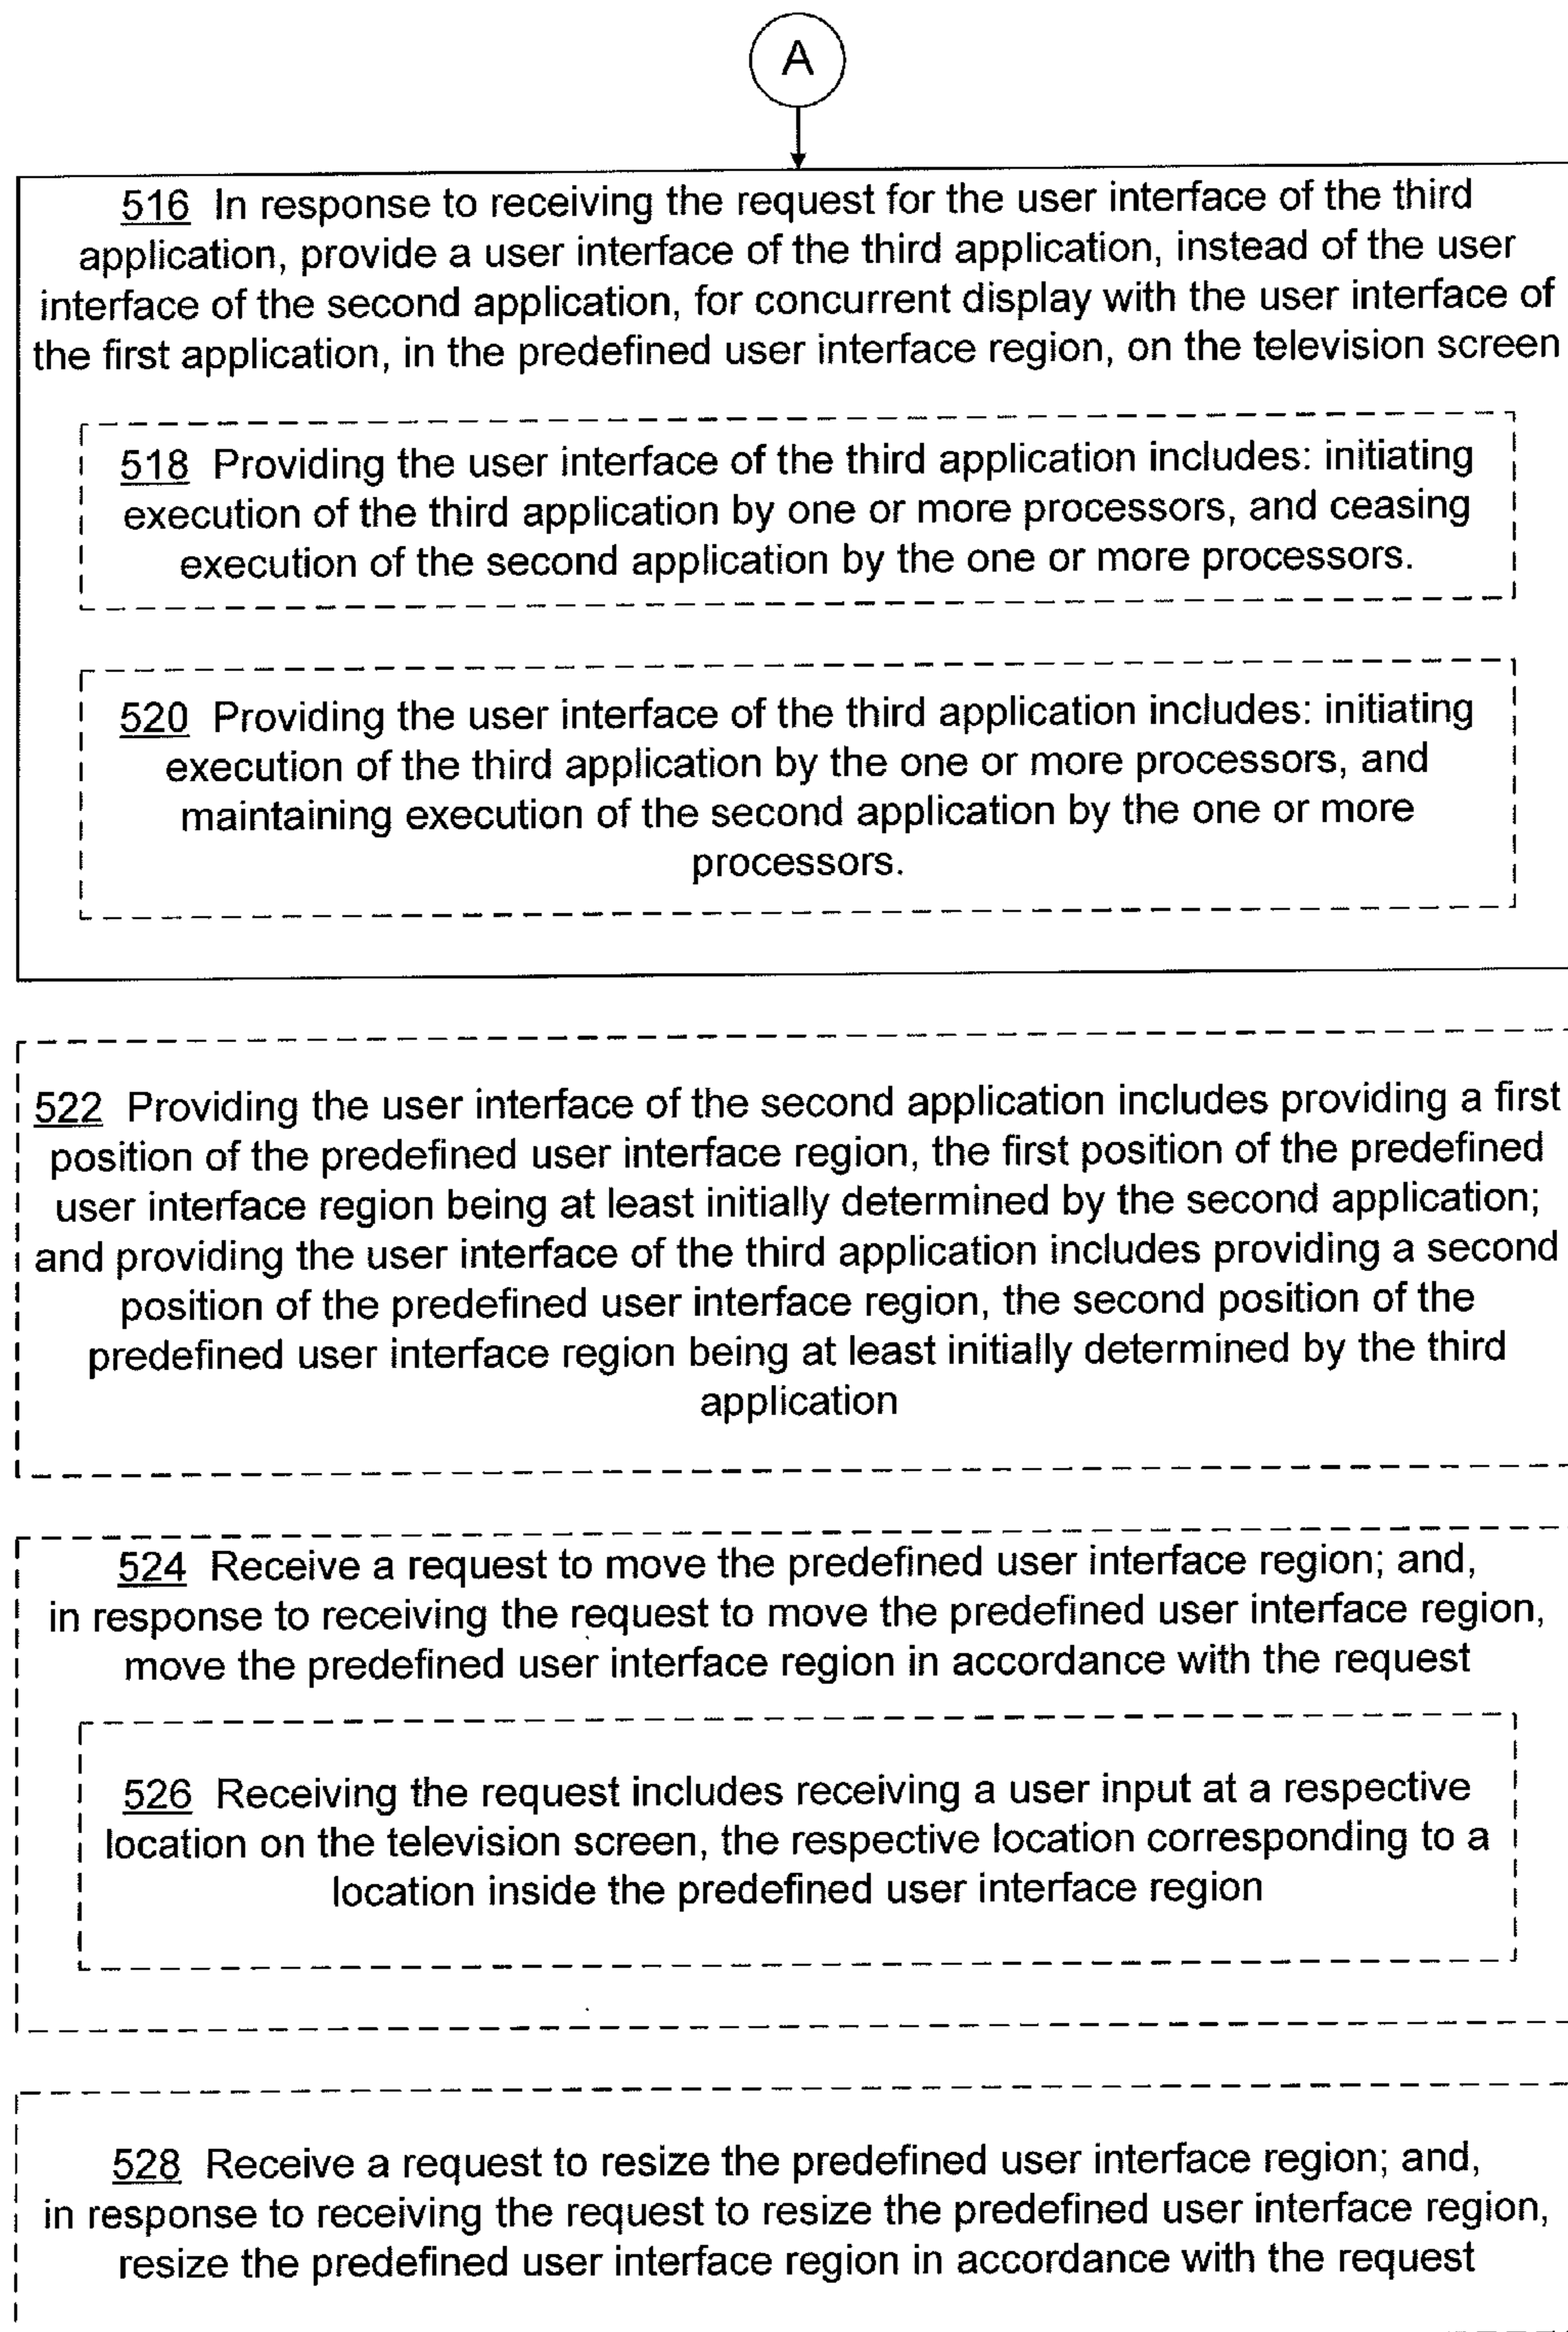 A
516 In response to receiving the request for the user interface of the third
application, provide a user interface of the third application, instead of the user
interface of the second application, for concurrent display with the user interface of
the first application, in the predefined user interface region, on the television screen
518 Providing the user interface of the third application includes: initiating
execution of the third application by one or more processors, and ceasing
execution of the second application by the one or more processors.
520 Providing the user interface of the third application includes: initiating
execution of the third application by the one or more processors, and
maintaining execution of the second application by the one or more
processors.
522 Providing the user interface of the second application includes providing a first
position of the predefined user interface region, the first position of the predefined
user interface region being at least initially determined by the second application;
and providing the user interface of the third application includes providing a second
position of the predefined user interface region, the second position of the
predefined user interface region being at least initially determined by the third
application
524 Receive a request to move the predefined user interface region; and,
in response to receiving the request to move the predefined user interface region,
move the predefined user interface region in accordance with the request
526 Receiving the request includes receiving a user input at a respective
location on the television screen, the respective location corresponding to a
location inside the predefined user interface region
528 Receive a request to resize the predefined user interface region; and,
in response to receiving the request to resize the predefined user interface region,
resize the predefined user interface region in accordance with the request